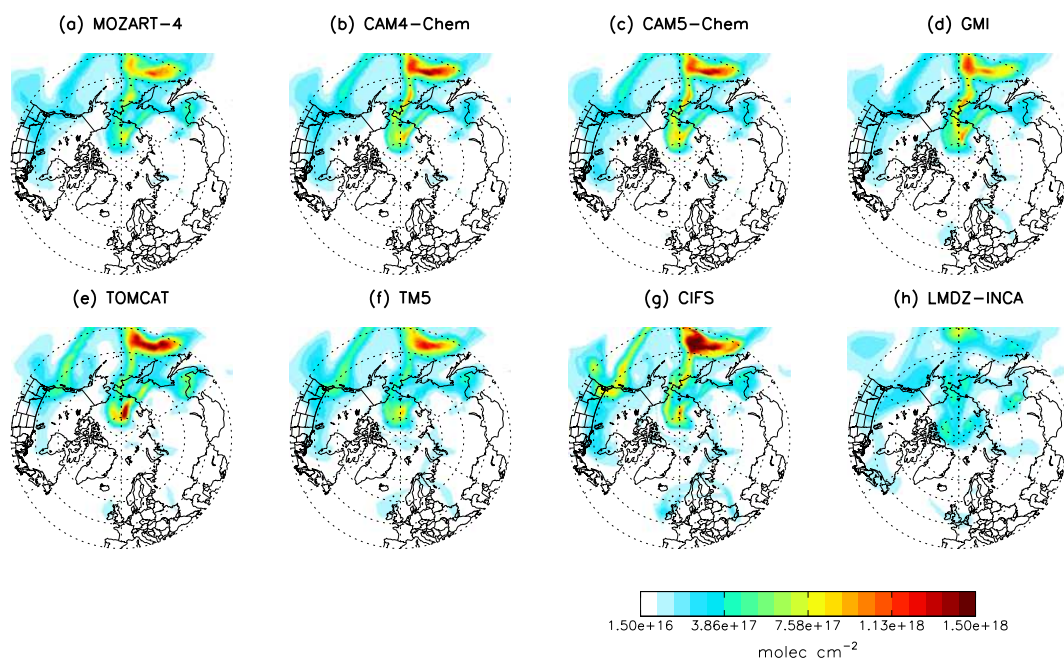 (a) MOZART-4
(b) CAM4-Chem
(c) CAM5-Chem
(d) GMI
(e) TOMCAT
(f) TM5
(g) CIFS
(h) LMDZ-INCA
1.50e+16 3.86e+17 7.58e+17 1.13e+18 1.50e+18
molec cm⁻²